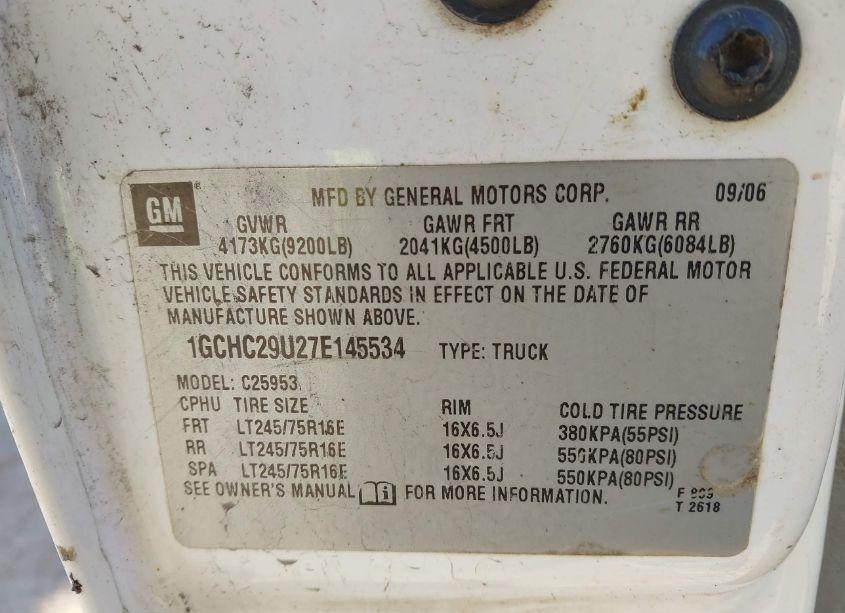 GM
MFD BY GENERAL MOTORS CORP. 09/06
GVWR GAWR FRT GAWR RR
4173KG(9200LB) 2041KG(4500LB) 2760KG(6084LB)
THIS VEHICLE CONFORMS TO ALL APPLICABLE U.S. FEDERAL MOTOR
VEHICLE SAFETY STANDARDS IN EFFECT ON THE DATE OF
MANUFACTURE SHOWN ABOVE.
1GCHC29U27E145534 TYPE: TRUCK
MODEL: C25953
CPHU TIRE SIZE RIM COLD TIRE PRESSURE
FRT LT245/75R16E 16X6.5J 380KPA(55PSI)
RR LT245/75R16E 16X6.5J 550KPA(80PSI)
SPA LT245/75R16E 16X6.5J 550KPA(80PSI)
SEE OWNER'S MANUAL FOR MORE INFORMATION.
F
T 2618